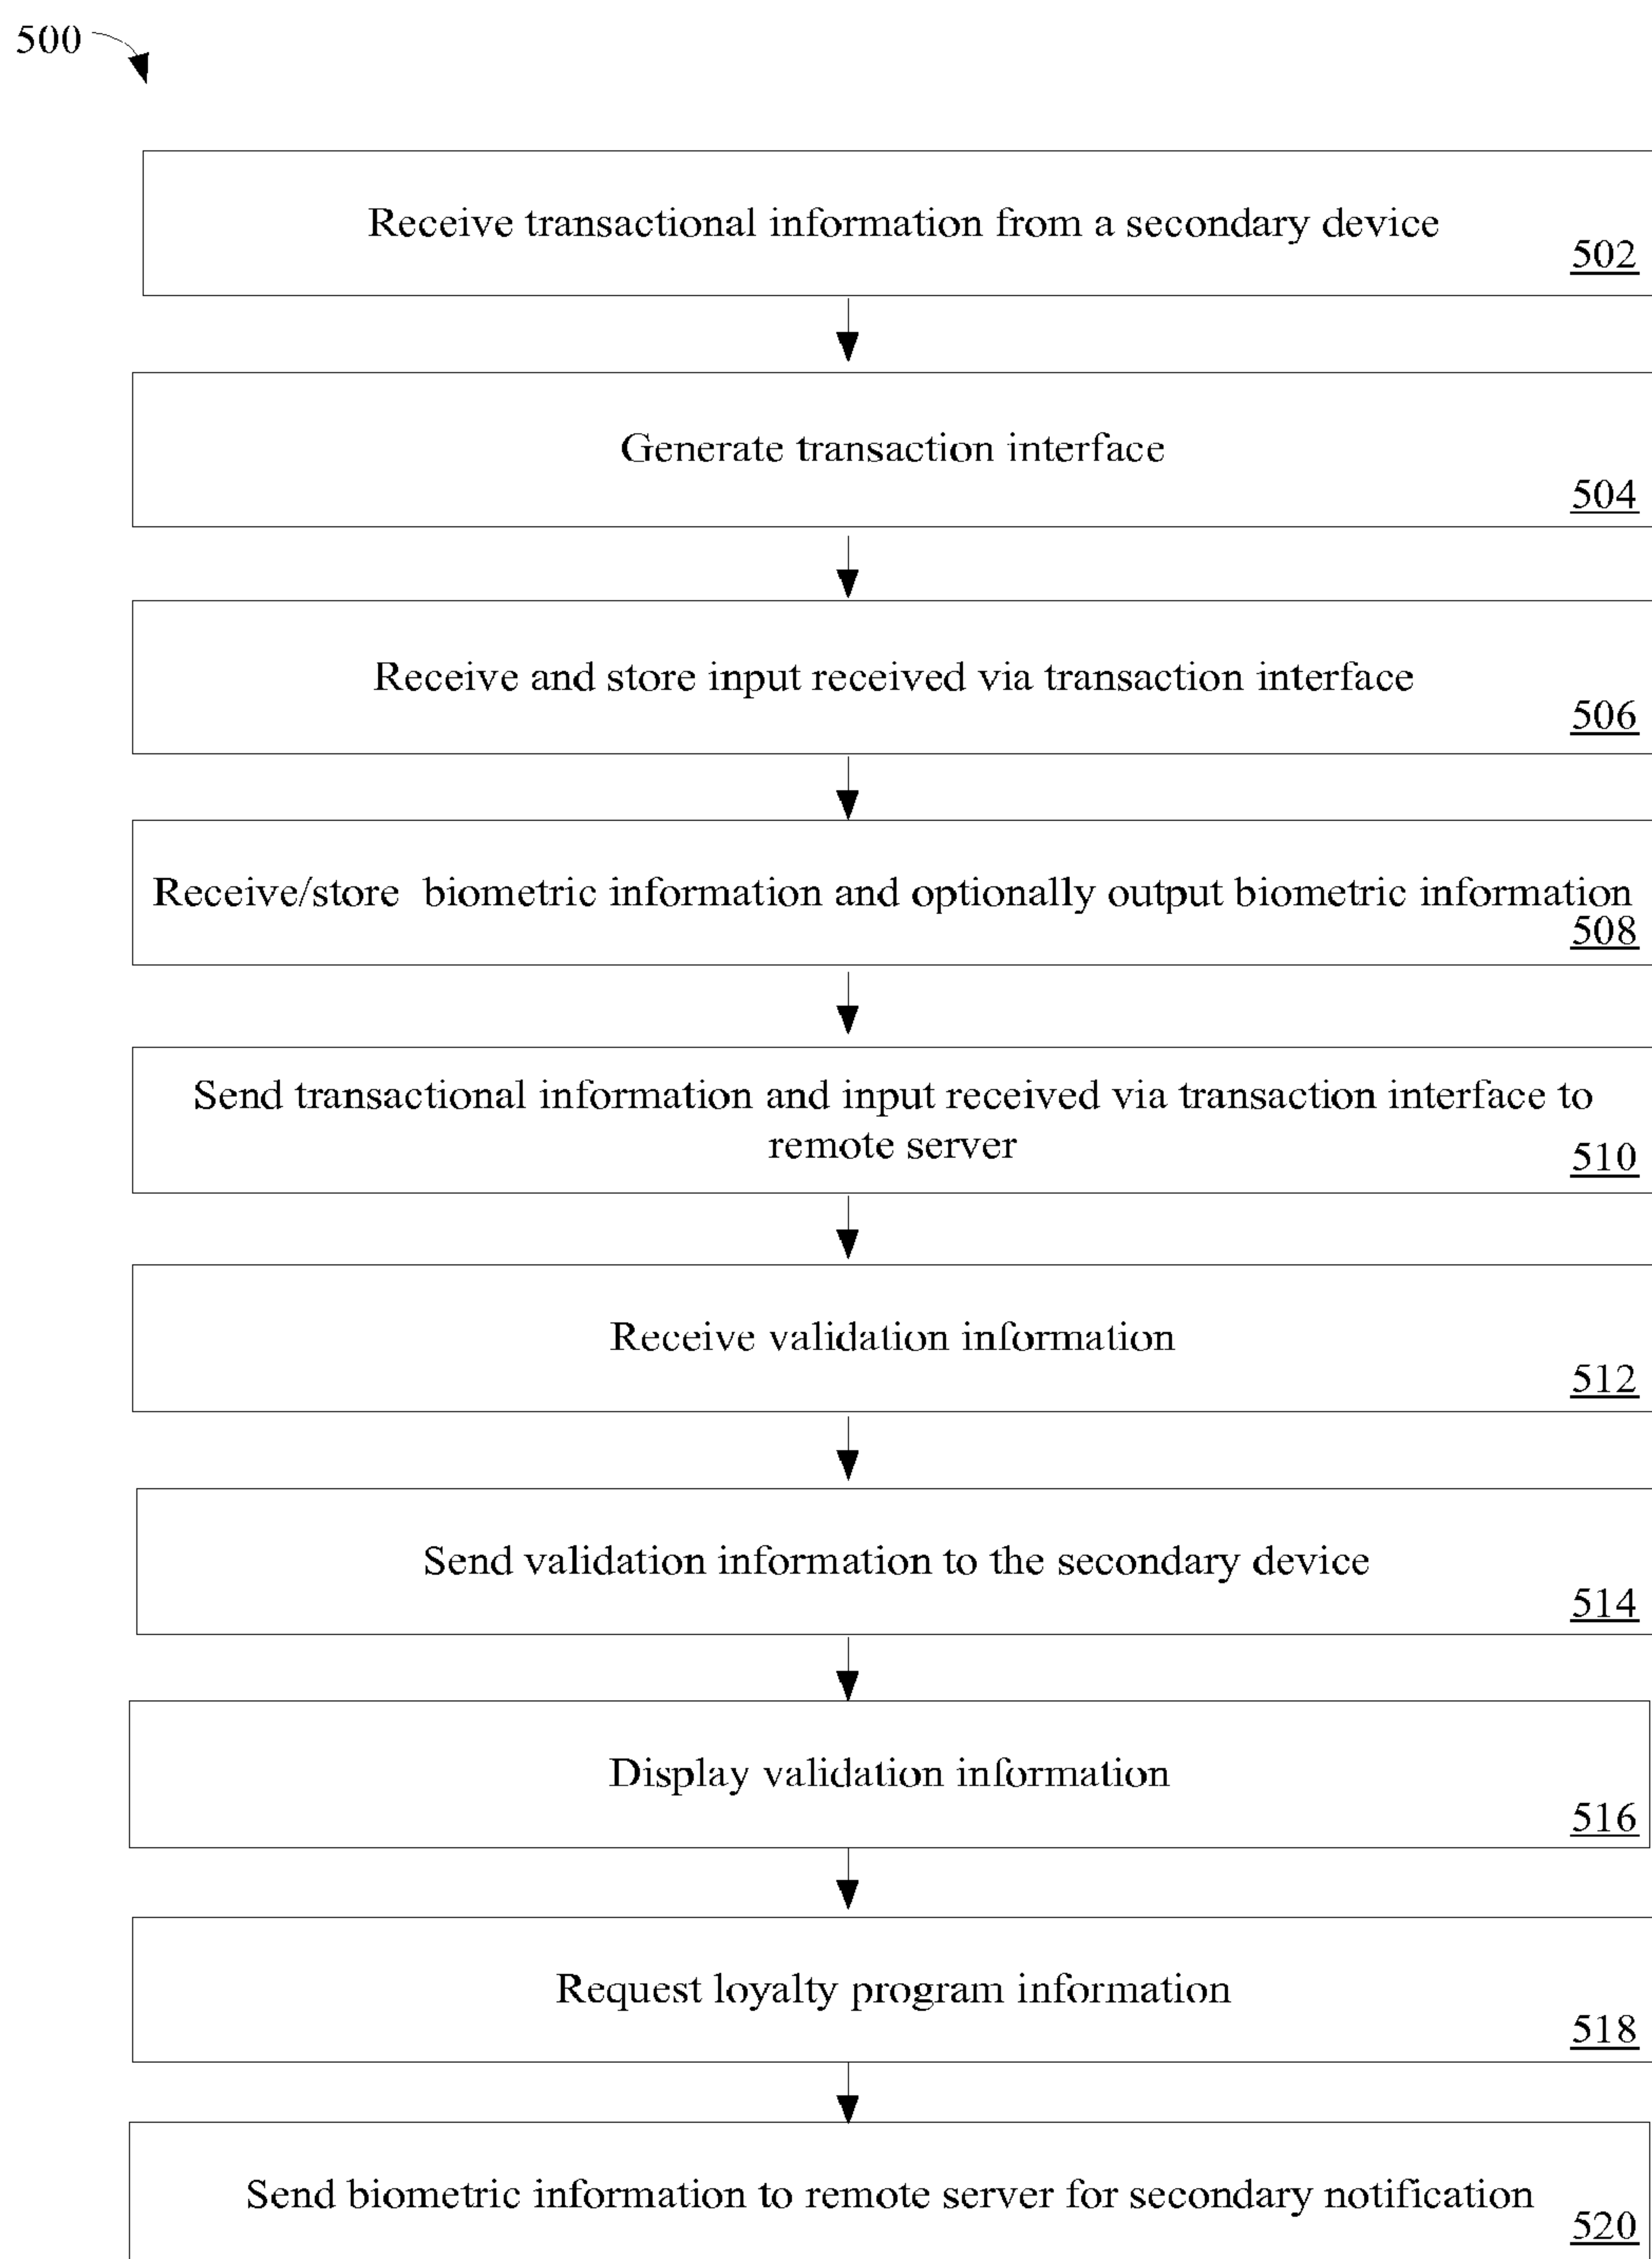 500
Receive transactional information from a secondary device
502
Generate transaction interface
504
Receive and store input received via transaction interface
506
Receive/store biometric information and optionally output biometric information
508
Send transactional information and input received via transaction interface to
remote server
510
Receive validation information
512
Send validation information to the secondary device
514
Display validation information
516
Request loyalty program information
518
Send biometric information to remote server for secondary notification
520